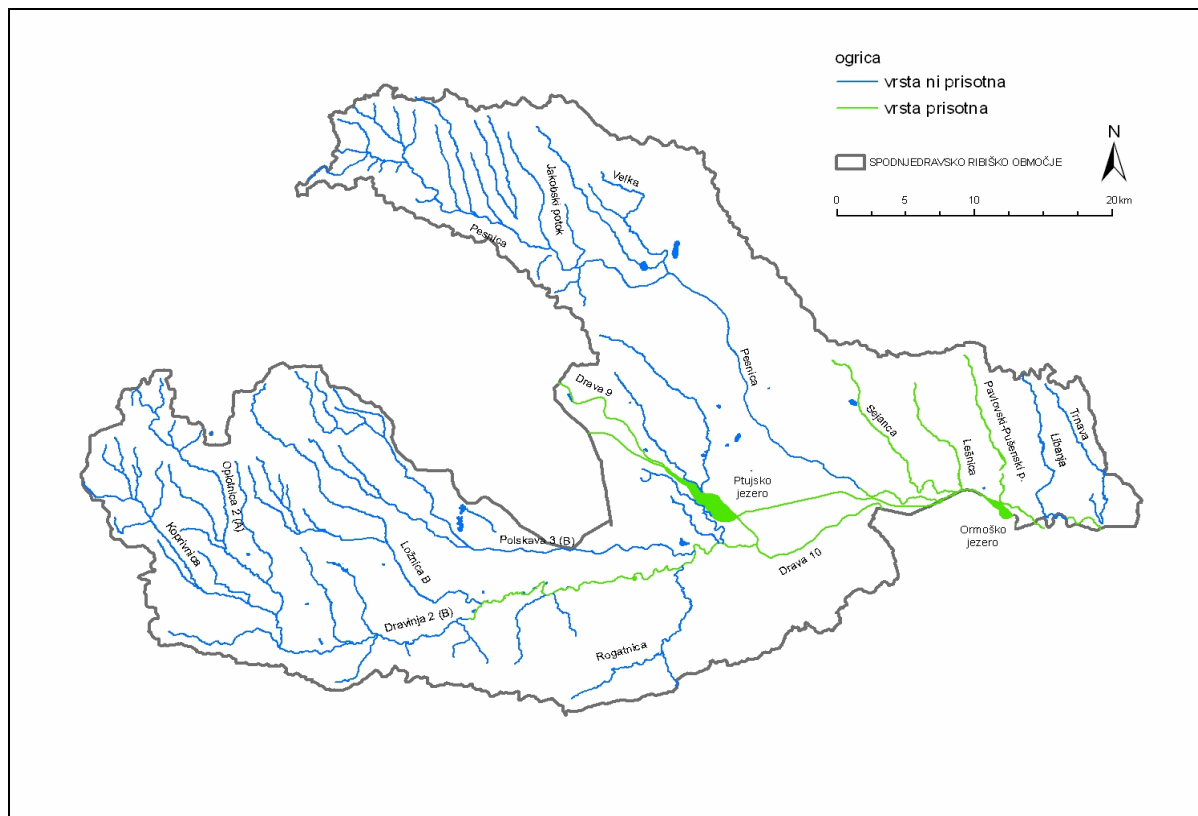 ogrica
vrsta ni prisotna
vrsta prisotna
N
SPODNJEDRAVSKO RIBIŠKO OBMOČJE
0 5 10 20 km
Velka
Jakobski potok
Pesnica
Pesnica
Drava 9
Sejanca
Lešnica
Pavlovski-Pušenski p.
Libanja
Trnava
Ptujsko
jezero
Ormoško
jezero
Drava 10
Oplotnica 2 (A)
Koprivnica
Ložnica B
Polskava 3 (B)
Dravinja 2 (B)
Rogatnica